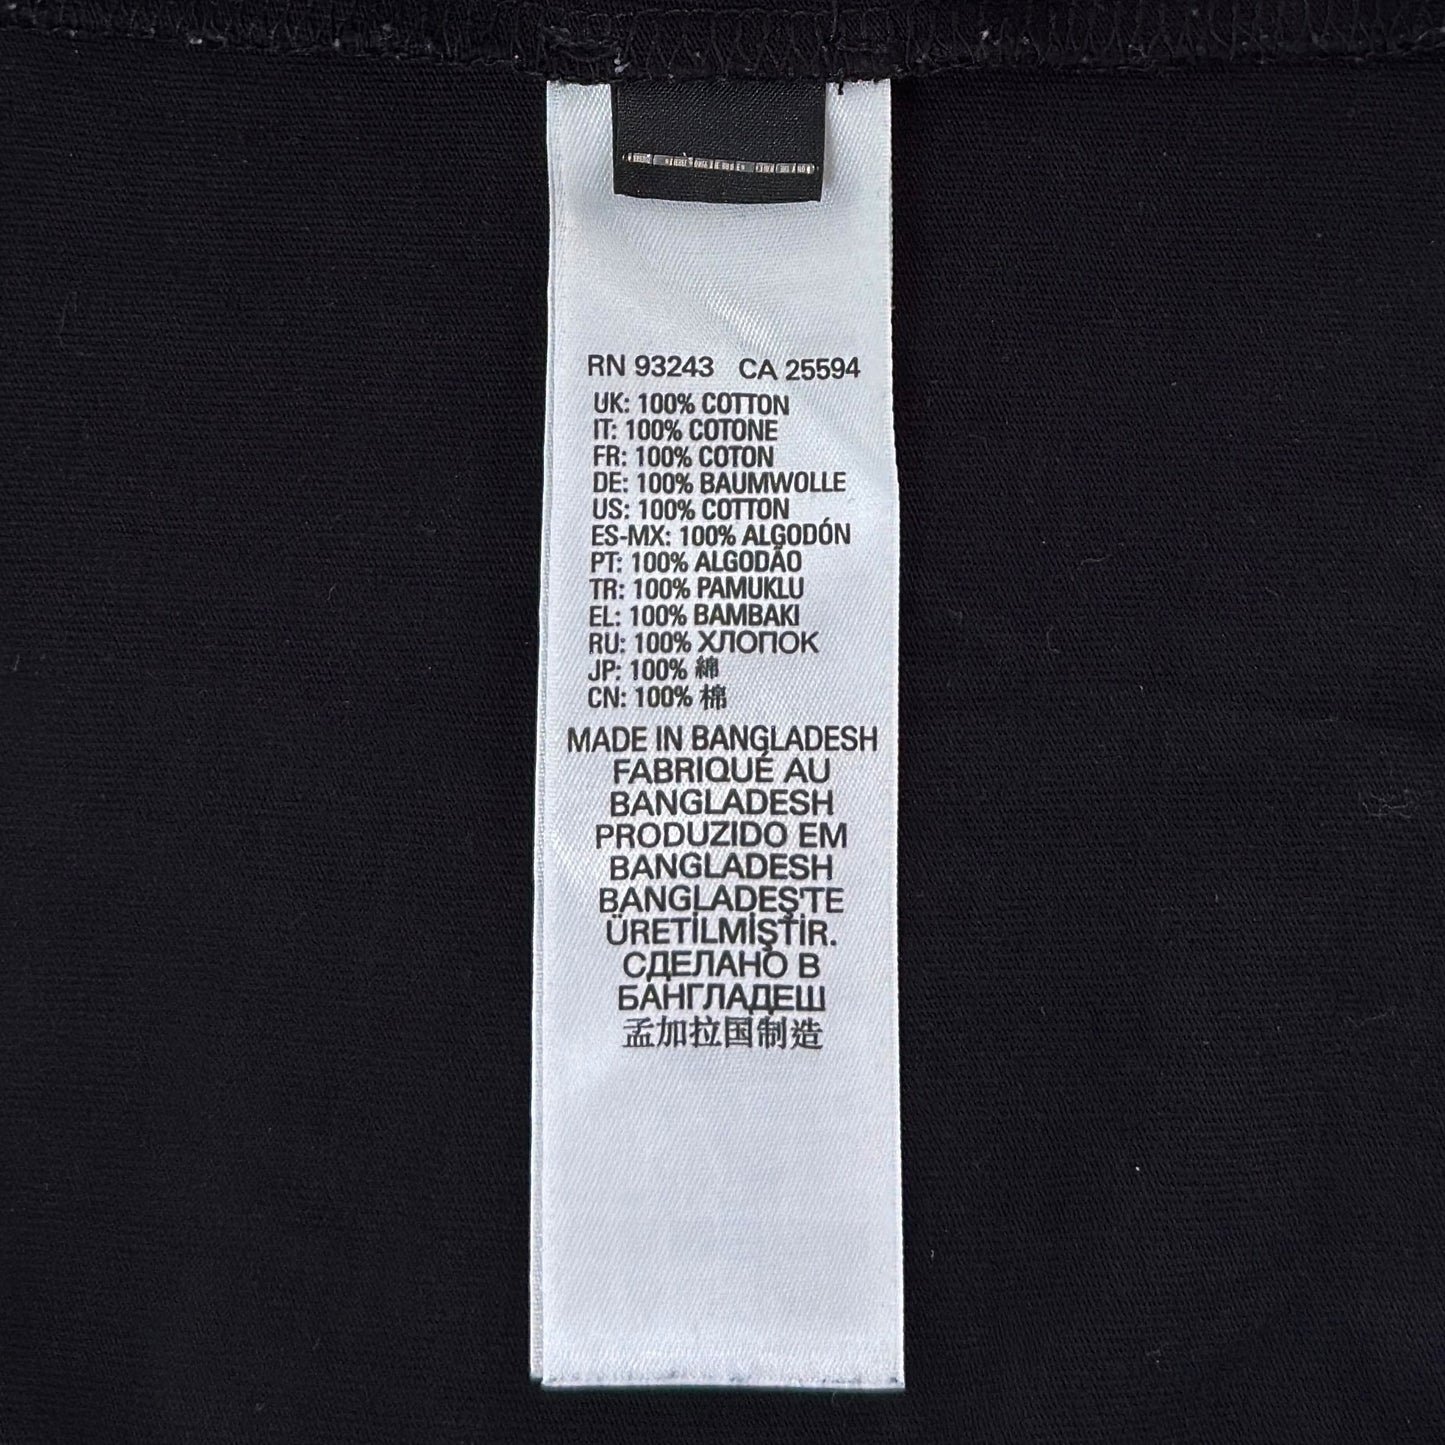 RN 93243 CA 25594
UK: 100% COTTON
IT: 100% COTONE
FR: 100% COTON
DE: 100% BAUMWOLLE
US: 100% COTTON
ES-MX: 100% ALGODÓN
PT: 100% ALGODÃO
TR: 100% PAMUKLU
EL: 100% BAMBAKI
RU: 100% ХЛОПОК
JP: 100% 綿
CN: 100% 棉
MADE IN BANGLADESH
FABRIQUÉ AU
BANGLADESH
PRODUZIDO EM
BANGLADESH
BANGLADEŞ'TE
ÜRETİLMİŞTİR.
СДЕЛАНО В
БАНГЛАДЕШ
孟加拉国制造